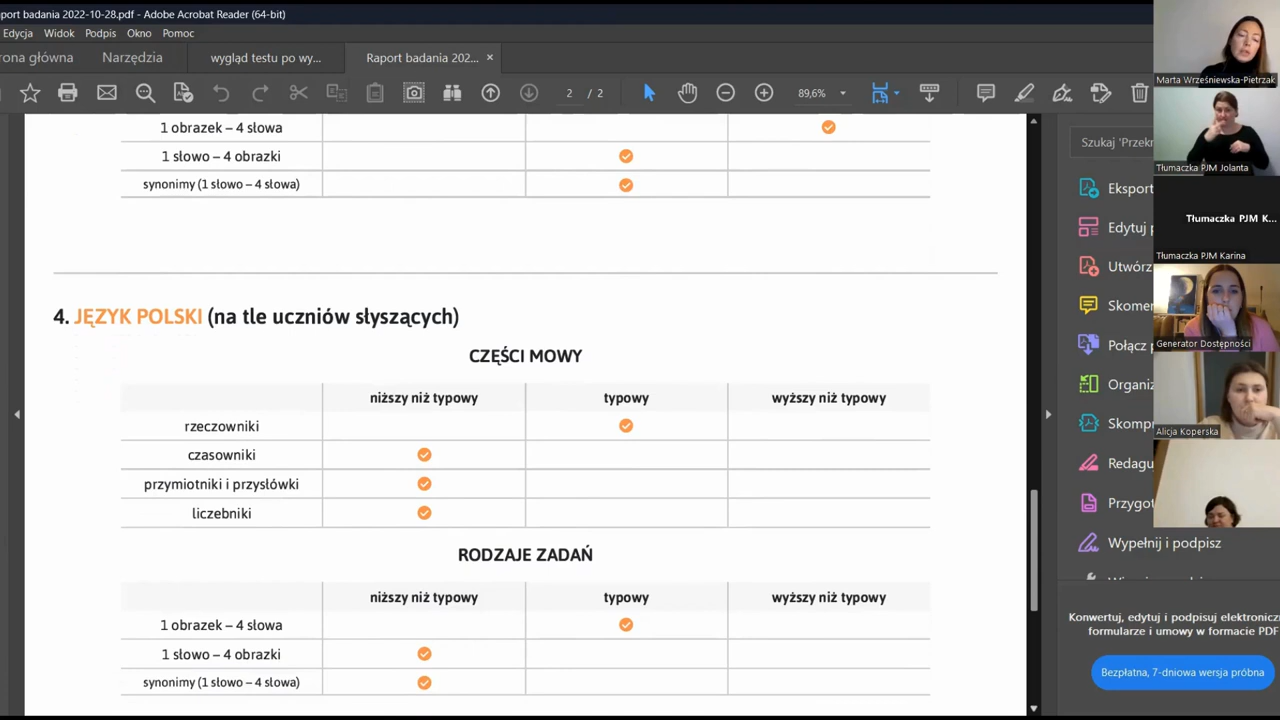 port badania 2022-10-28.pdf - Adobe Acrobat Reader (64-bit)
Edycja Widok Podpis Okno Pomoc
ona główna Narzędzia wygląd testu po wy... Raport badania 202... ×
2 / 2 89,6%
1 obrazek – 4 słowa
1 słowo – 4 obrazki
synonimy (1 słowo – 4 słowa)
4. JĘZYK POLSKI (na tle uczniów słyszących)
CZĘŚCI MOWY
niższy niż typowy typowy wyższy niż typowy
rzeczowniki
czasowniki
przymiotniki i przysłówki
liczebniki
RODZAJE ZADAŃ
niższy niż typowy typowy wyższy niż typowy
1 obrazek – 4 słowa
1 słowo – 4 obrazki
synonimy (1 słowo – 4 słowa)
Szukaj 'Przekr
Eksport
Edytuj p
Utwórz
Skomen
Połącz p
Organiz
Skompr
Redagu
Przygot
Wypełnij i podpisz
Konwertuj, edytuj i podpisuj elektroniczn
formularze i umowy w formacie PDF
Bezpłatna, 7-dniowa wersja próbna
Marta Wrześniewska-Pietrzak
Tłumaczka PJM Jolanta
Tłumaczka PJM K...
Tłumaczka PJM Karina
Generator Dostępności
Alicja Koperska